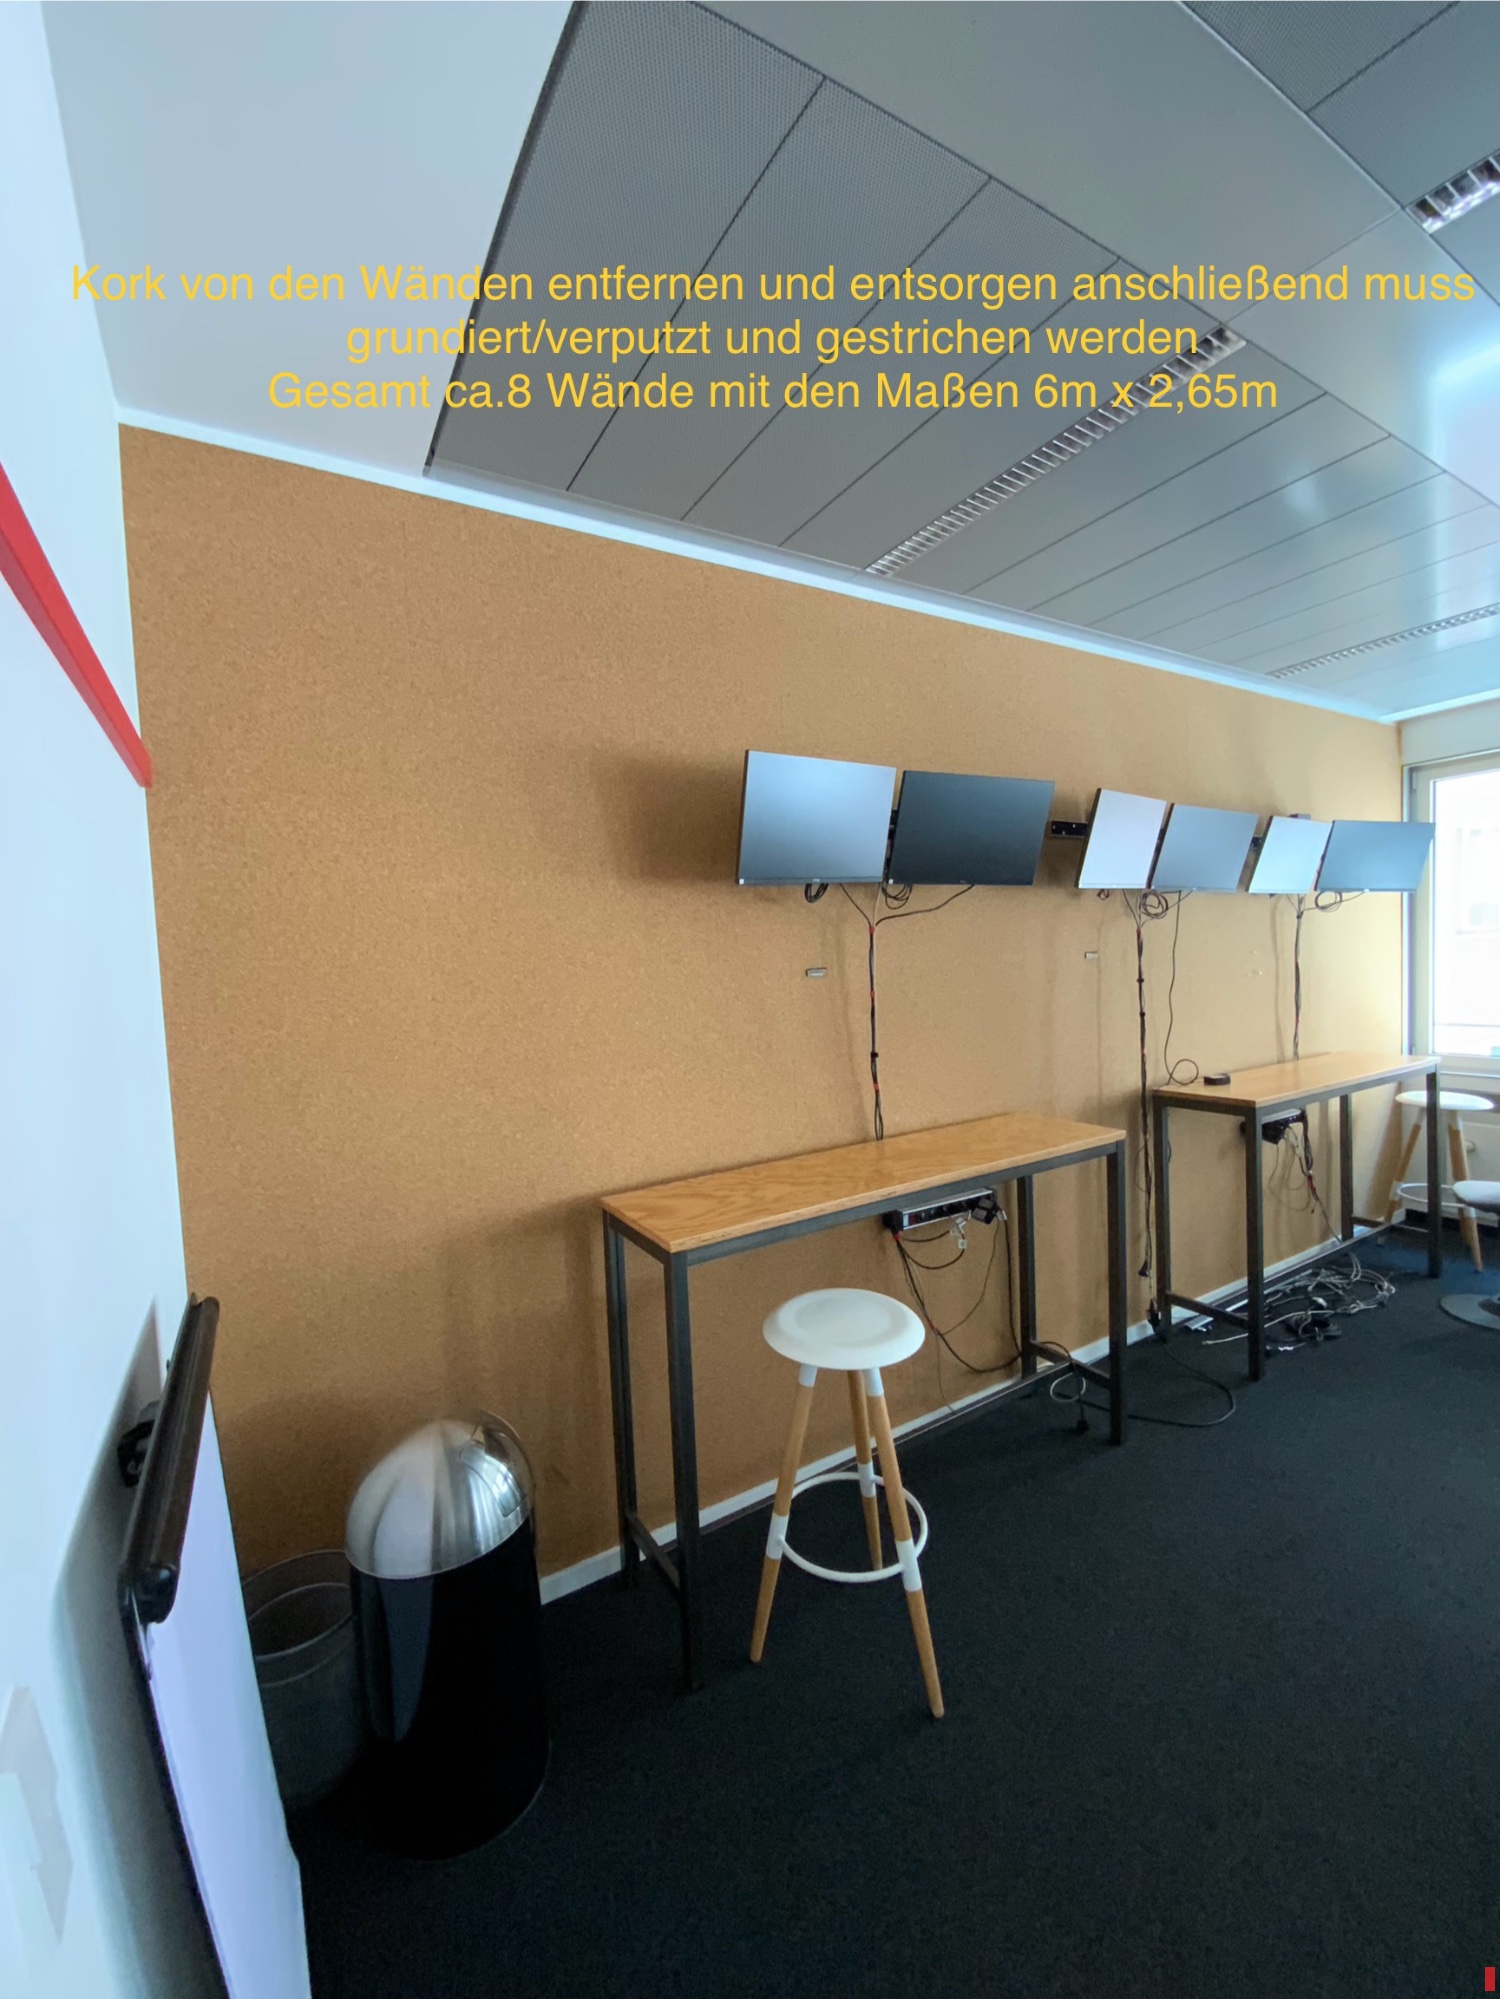 Kork von den Wänden entfernen und entsorgen anschließend muss
grundiert/verputzt und gestrichen werden
Gesamt ca.8 Wände mit den Maßen 6m x 2,65m